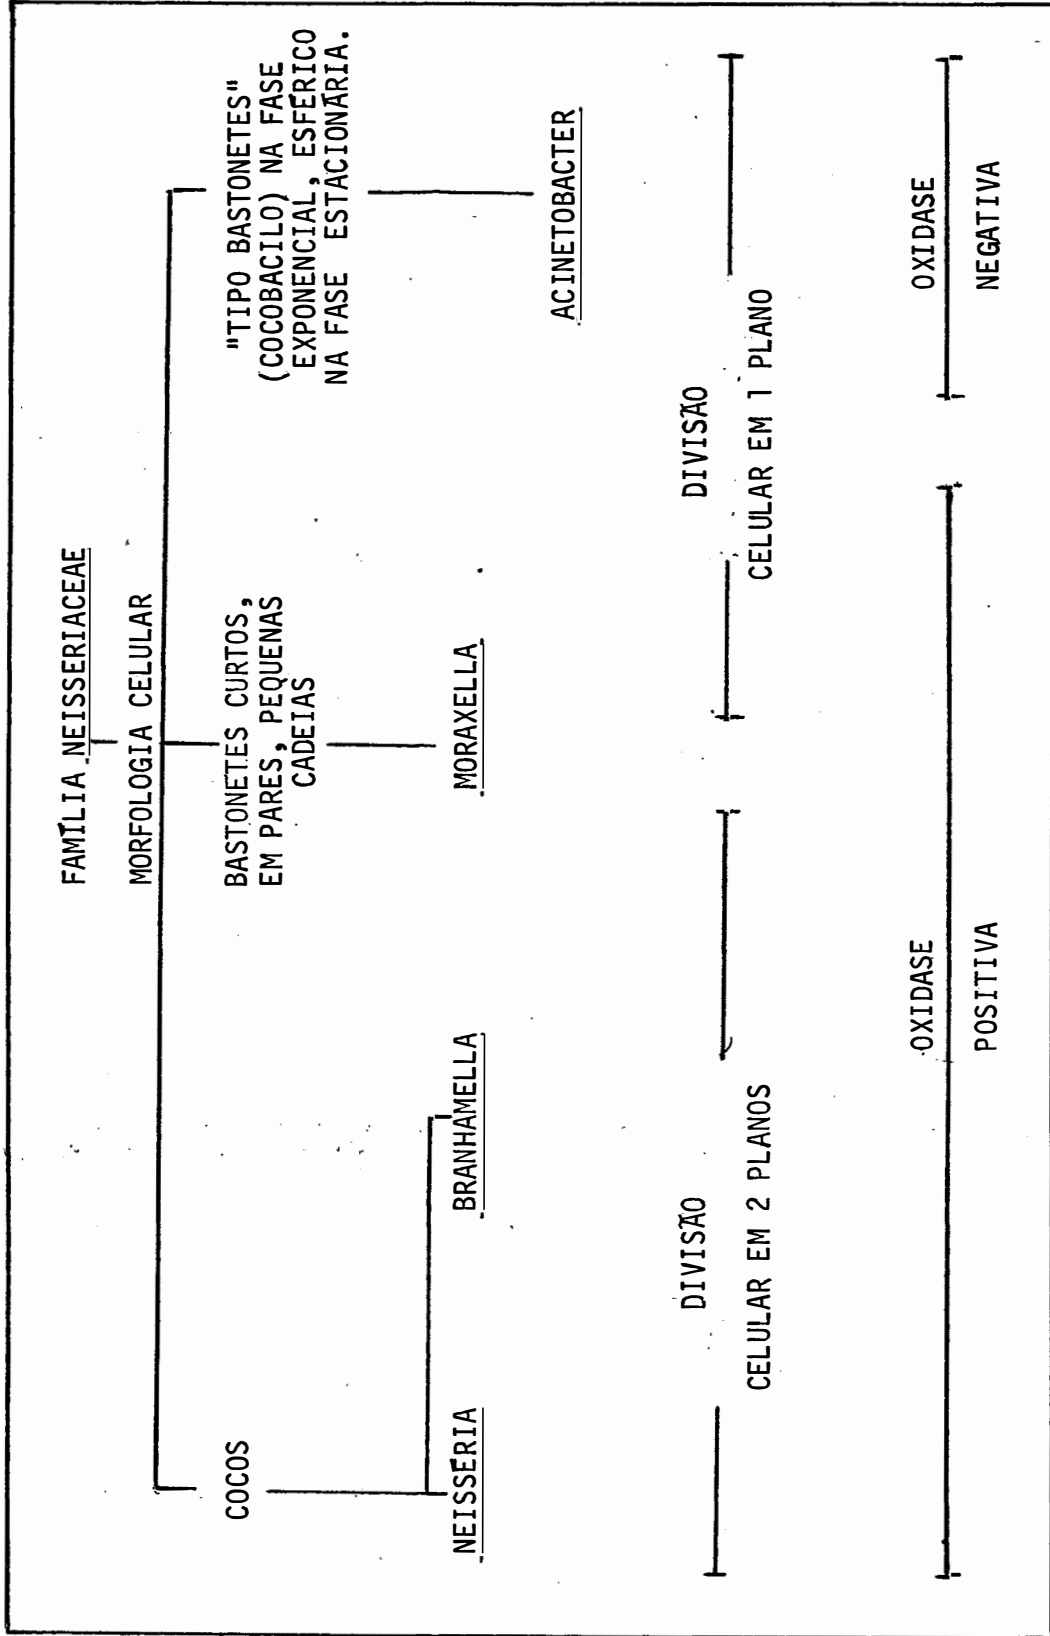 FAMÍLIA NEISSERIACEAE
MORFOLOGIA CELULAR
COCOS
BASTONETES CURTOS,
EM PARES, PEQUENAS
CADEIAS
"TIPO BASTONETES"
(COCOBACILO) NA FASE
EXPONENCIAL, ESFÉRICO
NA FASE ESTACIONÁRIA.
NEISSÉRIA
BRANHAMELLA
MORAXELLA
ACINETOBACTER
DIVISÃO
CELULAR EM 2 PLANOS
DIVISÃO
CELULAR EM 1 PLANO
OXIDASE
POSITIVA
OXIDASE
NEGATIVA